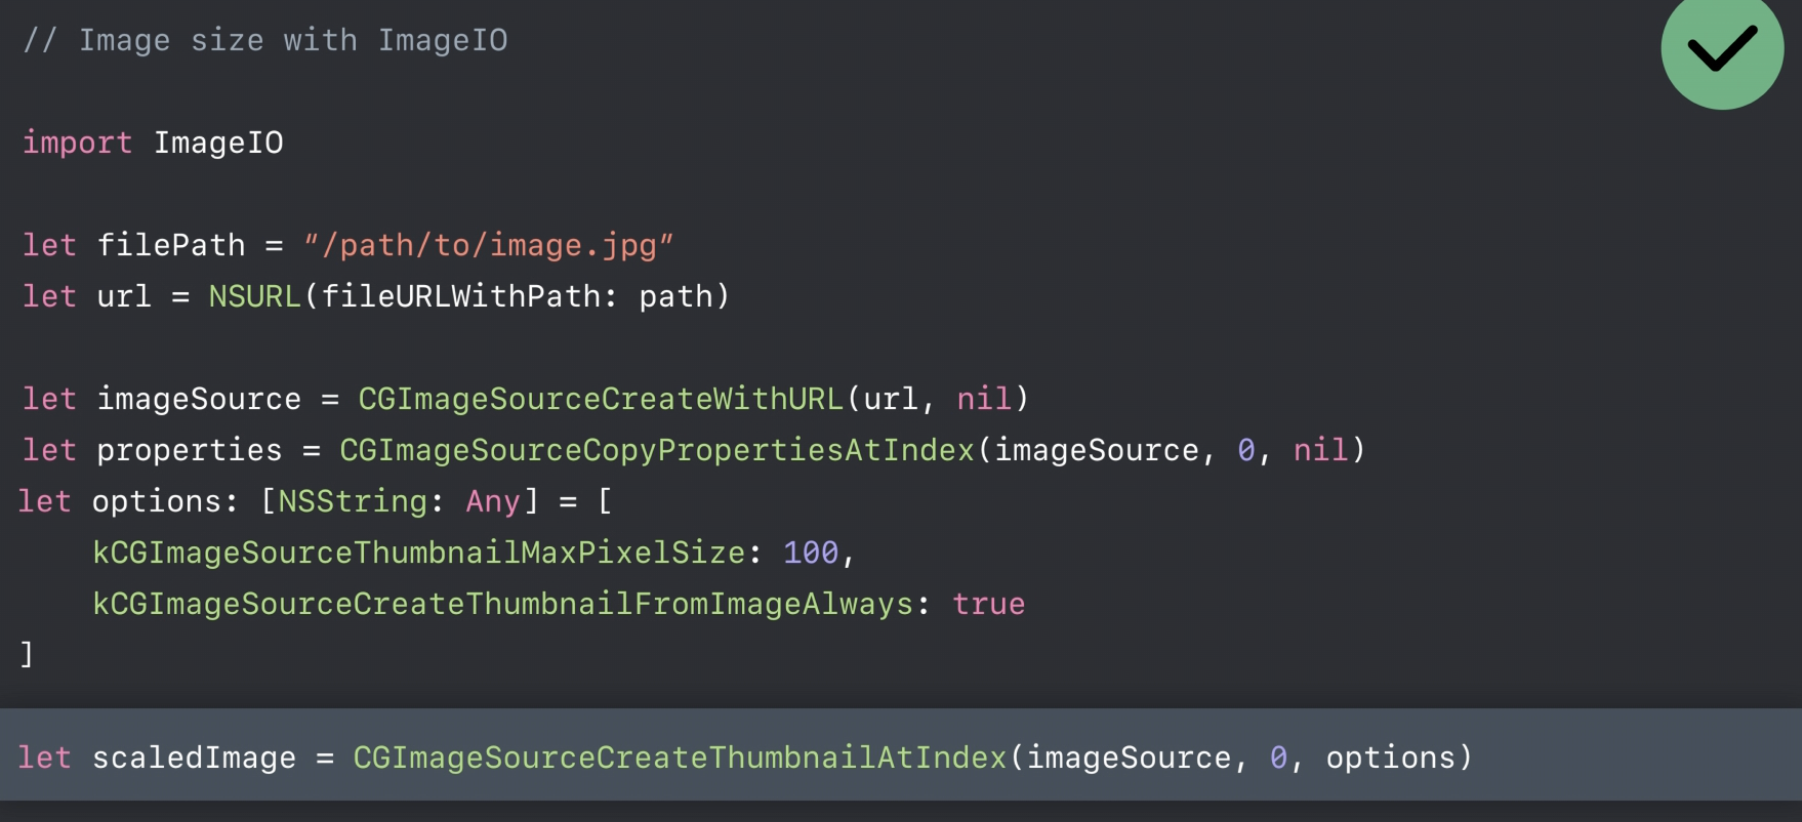 // Image size with ImageIO
import ImageIO
let filePath = ”/path/to/image.jpg”
let url = NSURL(fileURLWithPath: path)
let imageSource = CGImageSourceCreateWithURL(url, nil)
let properties = CGImageSourceCopyPropertiesAtIndex(imageSource, 0, nil)
let options: [NSString: Any] = [
    kCGImageSourceThumbnailMaxPixelSize: 100,
    kCGImageSourceCreateThumbnailFromImageAlways: true
]
let scaledImage = CGImageSourceCreateThumbnailAtIndex(imageSource, 0, options)